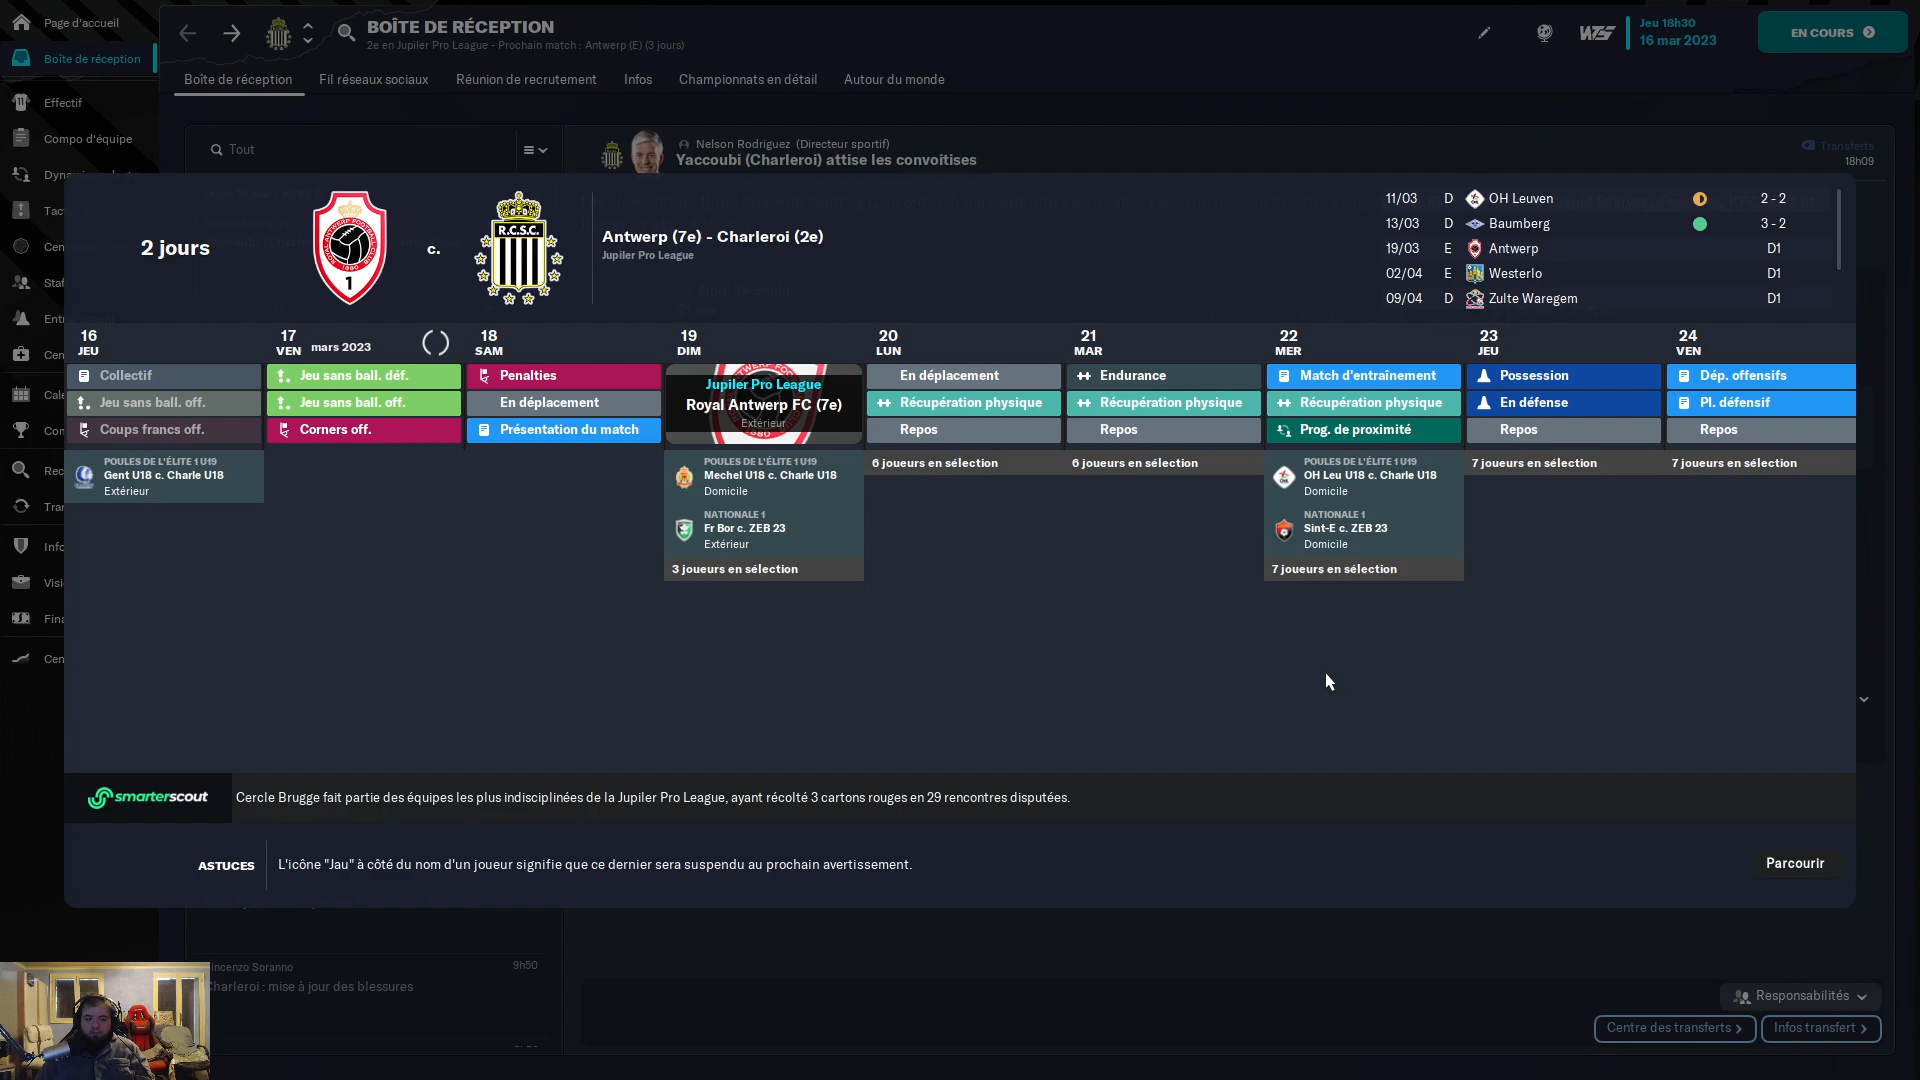 Page d'accueil
Boîte de réception
Effectif
Compo d'équipe
BOÎTE DE RÉCEPTION
2e en Jupiler Pro League - Prochain match : Antwerp (E) (3 jours)
Jeu 18h30
16 mar 2023
EN COURS
Boîte de réception
Fil réseaux sociaux
Réunion de recrutement
Infos
Championnats en détail
Autour du monde
Tout
Nelson Rodriguez (Directeur sportif)
Yaccoubi (Charleroi) attise les convoitises
Transferts
18h09
2 jours
ROYAL ANTWERP FOOTBALL CLUB
1880
1
c.
R.C.S.C.
Antwerp (7e) - Charleroi (2e)
Jupiler Pro League
11/03 D OH Leuven 2 - 2
13/03 D Baumberg 3 - 2
19/03 E Antwerp D1
02/04 E Westerlo D1
09/04 D Zulte Waregem D1
16
JEU
17
VEN mars 2023
18
SAM
19
DIM
20
LUN
21
MAR
22
MER
23
JEU
24
VEN
Collectif
Jeu sans ball. off.
Coups francs off.
Jeu sans ball. déf.
Jeu sans ball. off.
Corners off.
Penalties
En déplacement
Présentation du match
Jupiler Pro League
Royal Antwerp FC (7e)
Extérieur
En déplacement
Récupération physique
Repos
Endurance
Récupération physique
Repos
Match d'entraînement
Récupération physique
Prog. de proximité
Possession
En défense
Repos
Dép. offensifs
Pl. défensif
Repos
POULES DE L'ÉLITE 1 U19
Gent U18 c. Charle U18
Extérieur
POULES DE L'ÉLITE 1 U19
Mechel U18 c. Charle U18
Domicile
NATIONALE 1
Fr Bor c. ZEB 23
Extérieur
3 joueurs en sélection
6 joueurs en sélection
6 joueurs en sélection
POULES DE L'ÉLITE 1 U19
OH Leu U18 c. Charle U18
Domicile
NATIONALE 1
Sint-E c. ZEB 23
Domicile
7 joueurs en sélection
7 joueurs en sélection
7 joueurs en sélection
smarterscout
Cercle Brugge fait partie des équipes les plus indisciplinées de la Jupiler Pro League, ayant récolté 3 cartons rouges en 29 rencontres disputées.
ASTUCES
L'icône "Jau" à côté du nom d'un joueur signifie que ce dernier sera suspendu au prochain avertissement.
Parcourir
incenzo Soranno
9h50
Charleroi : mise à jour des blessures
Responsabilités
Centre des transferts
Infos transfert